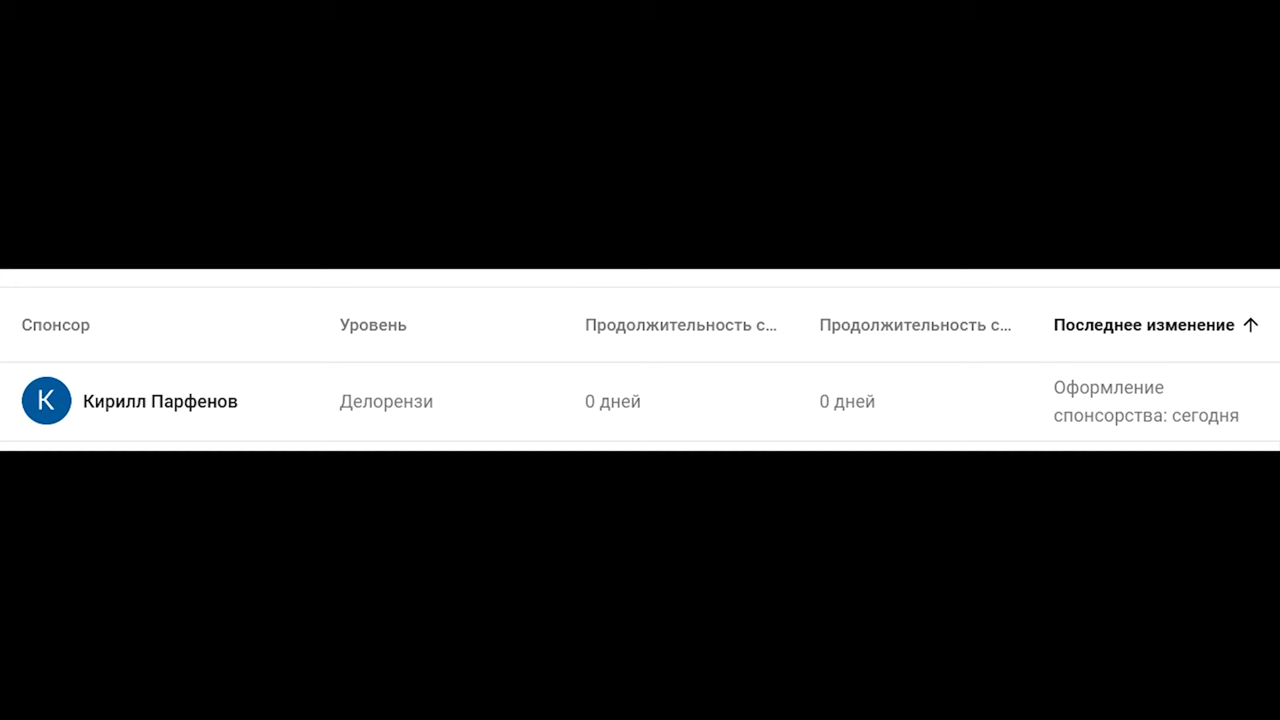 Спонсор Уровень Продолжительность с... Продолжительность с... Последнее изменение
К Кирилл Парфенов Делорензи 0 дней 0 дней Оформление
спонсорства: сегодня